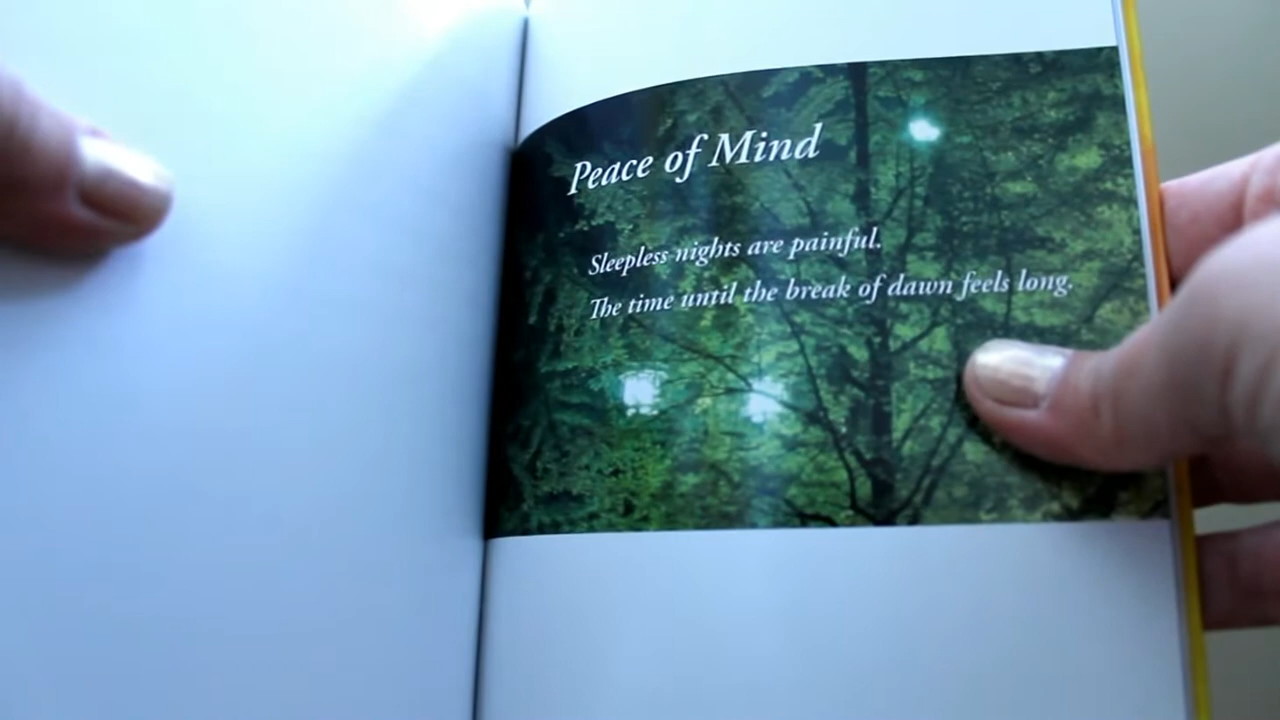 Peace of Mind
Sleepless nights are painful.
The time until the break of dawn feels long.